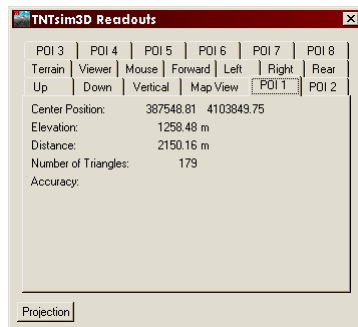 TNTsim3D Readouts
POI 3 POI 4 POI 5 POI 6 POI 7 POI 8
Terrain Viewer Mouse Forward Left Right Rear
Up Down Vertical Map View POI 1 POI 2
Center Position: 387548.81 4103849.75
Elevation: 1258.48 m
Distance: 2150.16 m
Number of Triangles: 179
Accuracy:
Projection